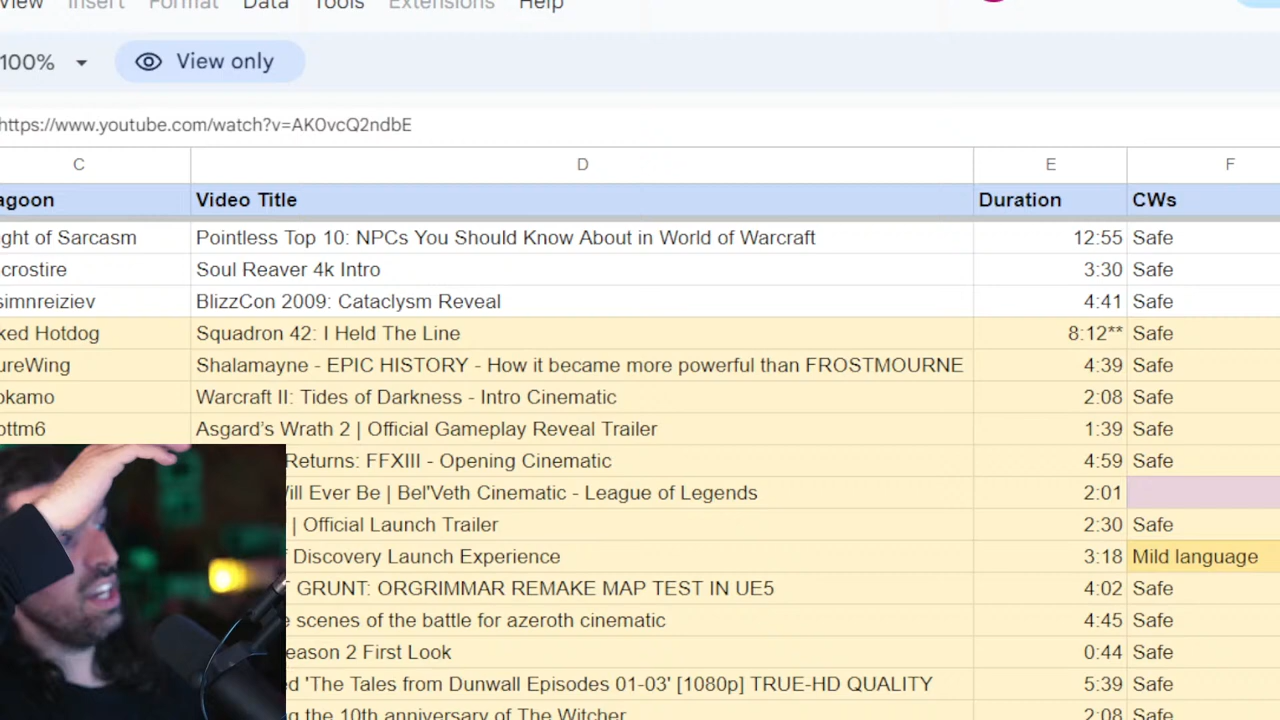 View Insert Format Data Tools Extensions Help
100% View only
https://www.youtube.com/watch?v=AK0vcQ2ndbE
C D E F
agoon Video Title Duration CWs
ght of Sarcasm Pointless Top 10: NPCs You Should Know About in World of Warcraft 12:55 Safe
crostire Soul Reaver 4k Intro 3:30 Safe
simnreiziev BlizzCon 2009: Cataclysm Reveal 4:41 Safe
ked Hotdog Squadron 42: I Held The Line 8:12** Safe
ureWing Shalamayne - EPIC HISTORY - How it became more powerful than FROSTMOURNE 4:39 Safe
okamo Warcraft II: Tides of Darkness - Intro Cinematic 2:08 Safe
ottm6 Asgard’s Wrath 2 | Official Gameplay Reveal Trailer 1:39 Safe
Returns: FFXIII - Opening Cinematic 4:59 Safe
Will Ever Be | Bel'Veth Cinematic - League of Legends 2:01
| Official Launch Trailer 2:30 Safe
f Discovery Launch Experience 3:18 Mild language
GRUNT: ORGRIMMAR REMAKE MAP TEST IN UE5 4:02 Safe
scenes of the battle for azeroth cinematic 4:45 Safe
eason 2 First Look 0:44 Safe
ed 'The Tales from Dunwall Episodes 01-03' [1080p] TRUE-HD QUALITY 5:39 Safe
ng the 10th anniversary of The Witcher 2:08 Safe